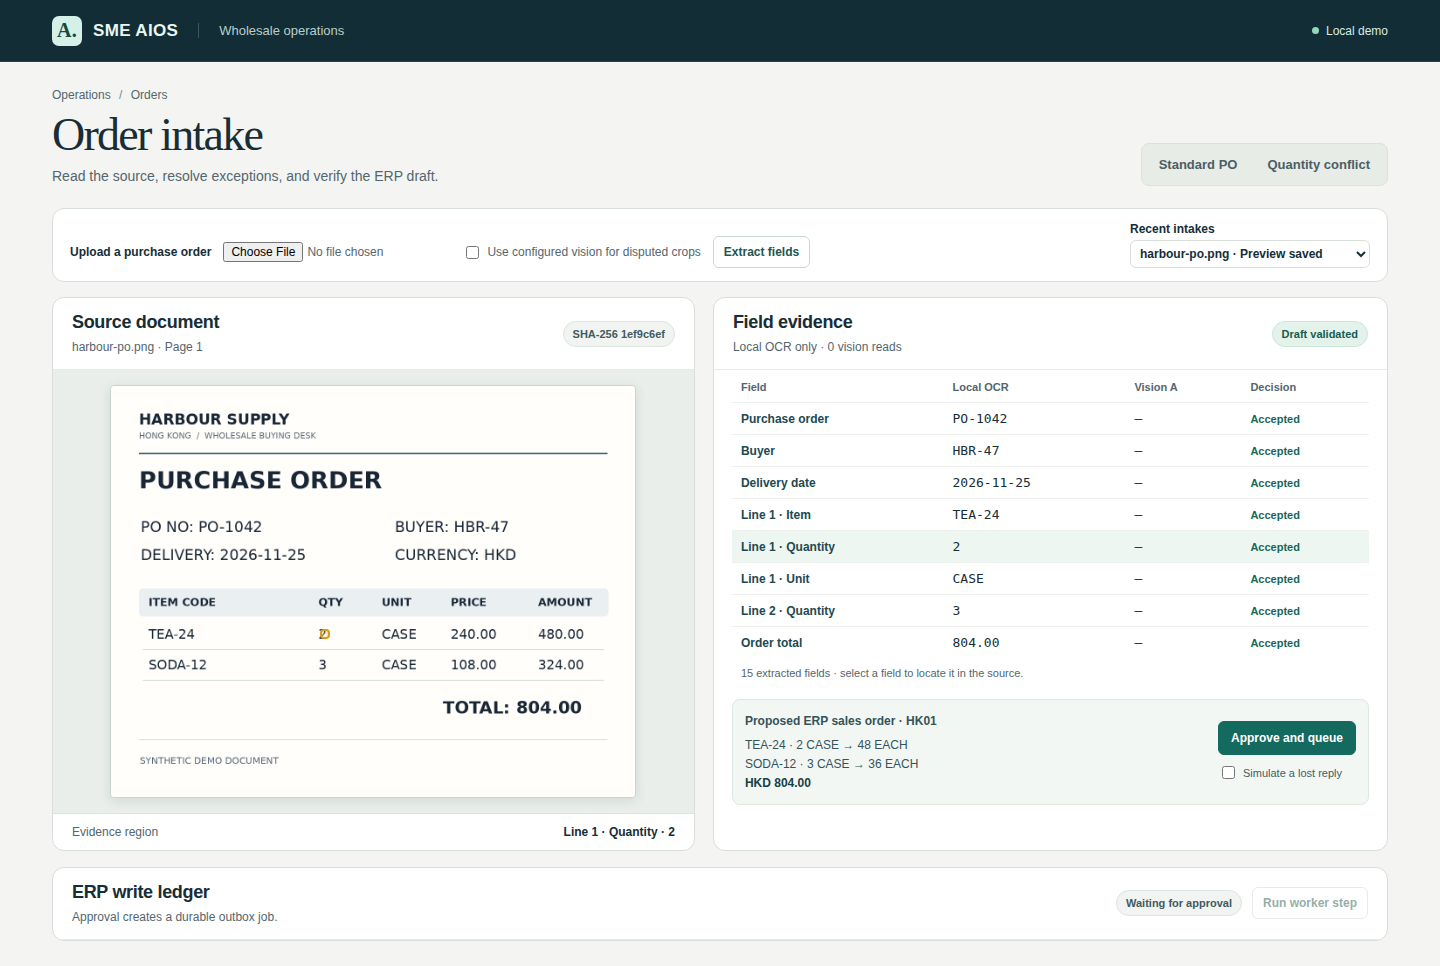 A. SME AIOS Wholesale operations Local demo
Operations / Orders
Order intake
Read the source, resolve exceptions, and verify the ERP draft.
Standard PO Quantity conflict
Upload a purchase order Choose File No file chosen Use configured vision for disputed crops Extract fields
Recent intakes
harbour-po.png · Preview saved
Source document
harbour-po.png · Page 1
SHA-256 1ef9c6ef
HARBOUR SUPPLY
HONG KONG / WHOLESALE BUYING DESK
PURCHASE ORDER
PO NO: PO-1042 BUYER: HBR-47
DELIVERY: 2026-11-25 CURRENCY: HKD
ITEM CODE QTY UNIT PRICE AMOUNT
TEA-24 2 CASE 240.00 480.00
SODA-12 3 CASE 108.00 324.00
TOTAL: 804.00
SYNTHETIC DEMO DOCUMENT
Evidence region Line 1 · Quantity · 2
Field evidence
Local OCR only · 0 vision reads
Draft validated
Field Local OCR Vision A Decision
Purchase order PO-1042 — Accepted
Buyer HBR-47 — Accepted
Delivery date 2026-11-25 — Accepted
Line 1 · Item TEA-24 — Accepted
Line 1 · Quantity 2 — Accepted
Line 1 · Unit CASE — Accepted
Line 2 · Quantity 3 — Accepted
Order total 804.00 — Accepted
15 extracted fields · select a field to locate it in the source.
Proposed ERP sales order · HK01
TEA-24 · 2 CASE → 48 EACH
SODA-12 · 3 CASE → 36 EACH
HKD 804.00
Approve and queue
Simulate a lost reply
ERP write ledger
Approval creates a durable outbox job.
Waiting for approval Run worker step